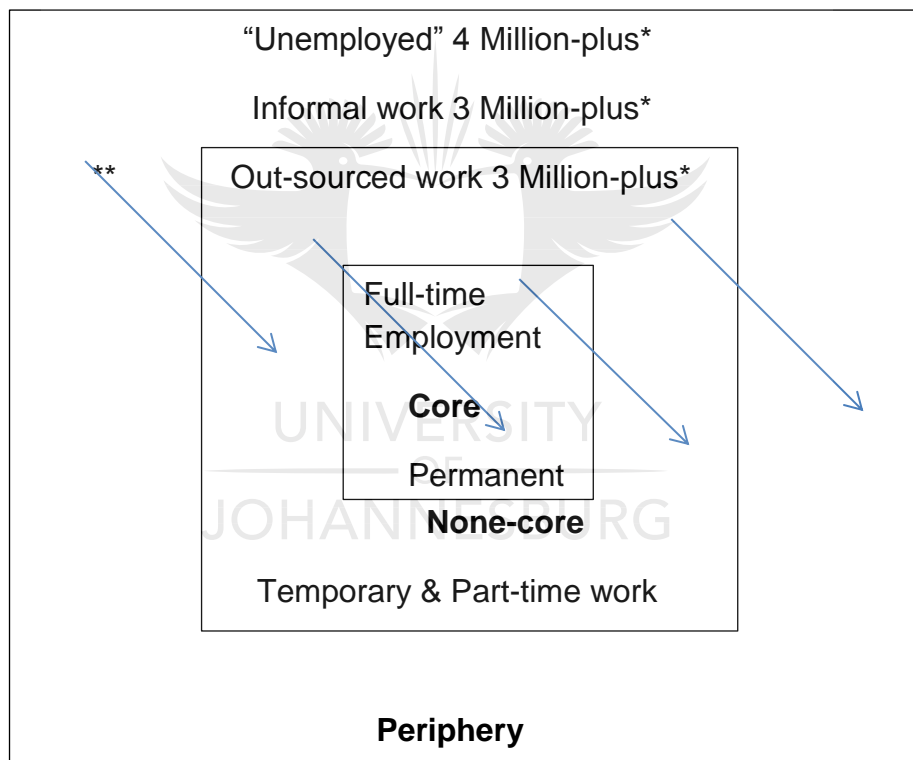 “Unemployed” 4 Million-plus*
Informal work 3 Million-plus*
**
Out-sourced work 3 Million-plus*
Full-time
Employment
Core
Permanent
None-core
Temporary & Part-time work
Periphery
UNIVERSITY
OF
JOHANNESBURG